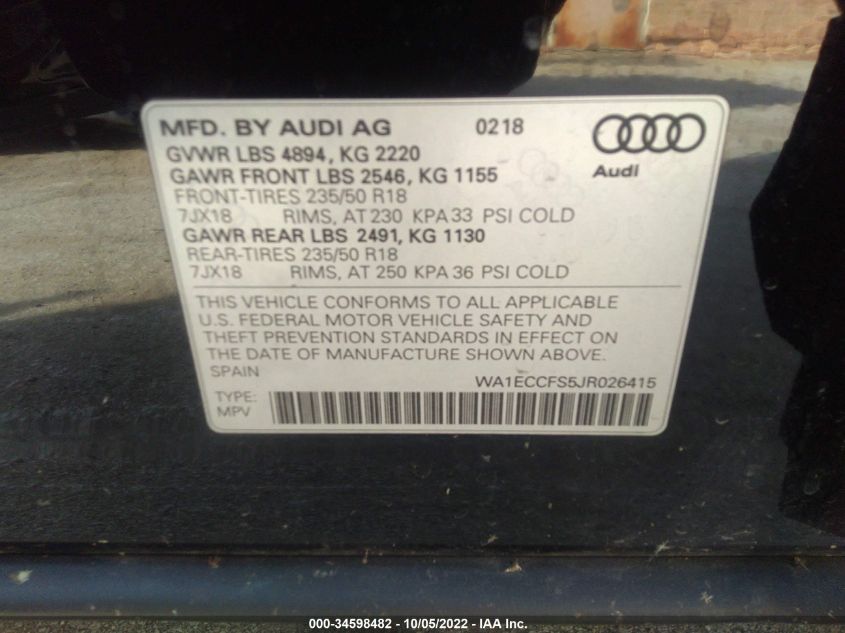 MFD. BY AUDI AG 0218
GVWR LBS 4894, KG 2220
GAWR FRONT LBS 2546, KG 1155
Audi
FRONT-TIRES 235/50 R18
7JX18 RIMS, AT 230 KPA 33 PSI COLD
GAWR REAR LBS 2491, KG 1130
REAR-TIRES 235/50 R18
7JX18 RIMS, AT 250 KPA 36 PSI COLD
THIS VEHICLE CONFORMS TO ALL APPLICABLE
U.S. FEDERAL MOTOR VEHICLE SAFETY AND
THEFT PREVENTION STANDARDS IN EFFECT ON
THE DATE OF MANUFACTURE SHOWN ABOVE.
SPAIN
WA1ECCFS5JR026415
TYPE:
MPV
000-34598482 - 10/05/2022 - IAA Inc.